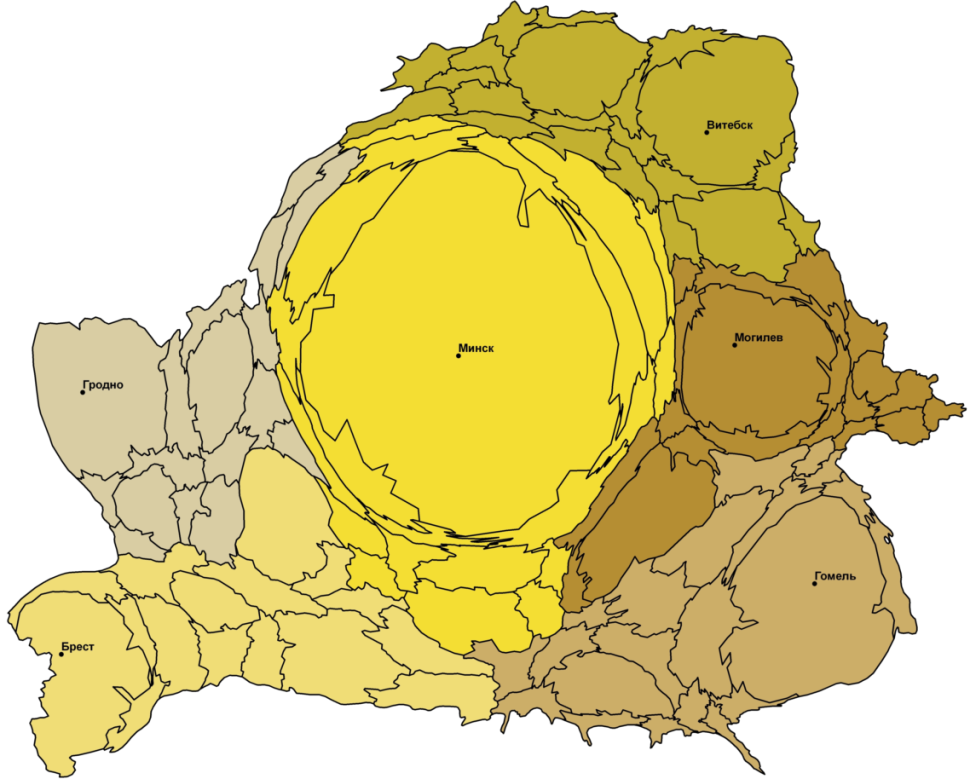 Витебск
Могилев
Минск
Гродно
Гомель
Брест